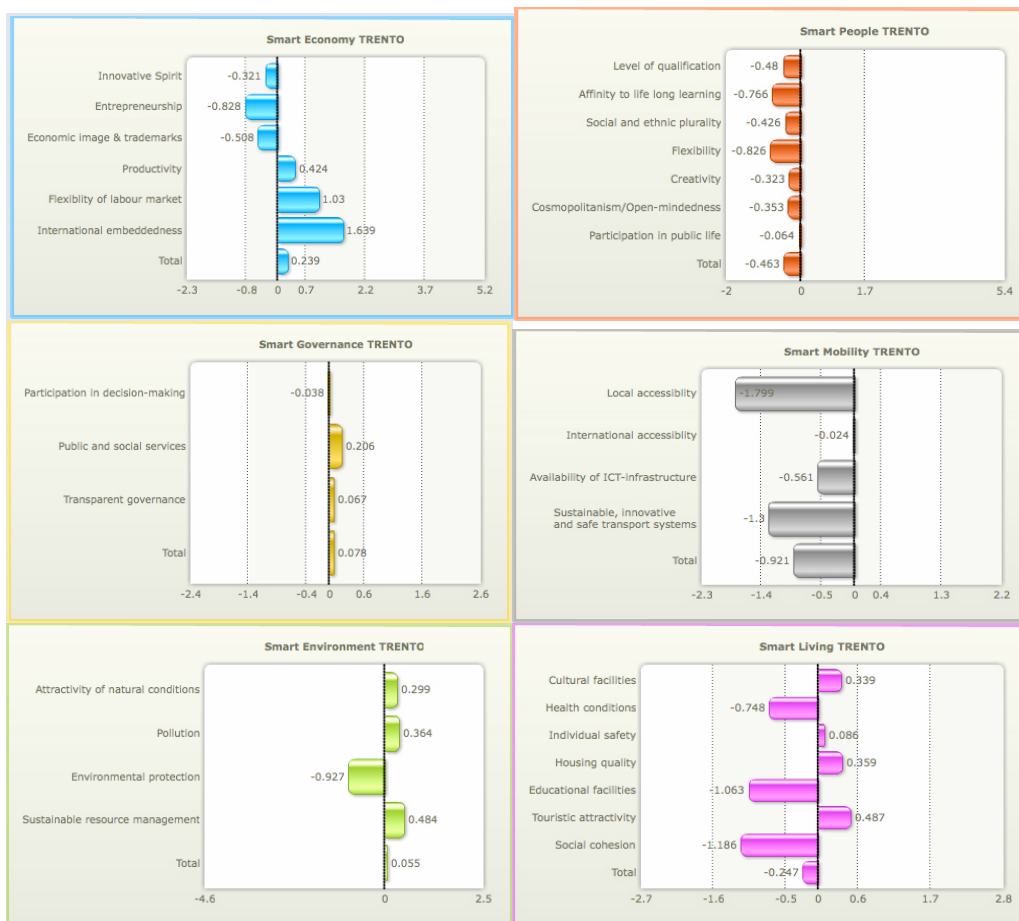 Smart Economy TRENTO
Innovative Spirit -0.321
Entrepreneurship -0.828
Economic image & trademarks -0.508
Productivity 0.424
Flexiblity of labour market 1.03
International embeddedness 1.639
Total 0.239
-2.3 -0.8 0 0.7 2.2 3.7 5.2
Smart People TRENTO
Level of qualification -0.48
Affinity to life long learning -0.766
Social and ethnic plurality -0.426
Flexibility -0.826
Creativity -0.323
Cosmopolitanism/Open-mindedness -0.353
Participation in public life -0.064
Total -0.463
-2 0 1.7 5.4
Smart Governance TRENTO
Participation in decision-making -0.038
Public and social services 0.206
Transparent governance 0.067
Total 0.078
-2.4 -1.4 -0.4 0 0.6 1.6 2.6
Smart Mobility TRENTO
Local accessiblity -1.799
International accessiblity -0.024
Availability of ICT-infrastructure -0.561
Sustainable, innovative
and safe transport systems -1.3
Total -0.921
-2.3 -1.4 -0.5 0 0.4 1.3 2.2
Smart Environment TRENTO
Attractivity of natural conditions 0.299
Pollution 0.364
Environmental protection -0.927
Sustainable resource management 0.484
Total 0.055
-4.6 0 2.5
Smart Living TRENTO
Cultural facilities 0.339
Health conditions -0.748
Individual safety 0.086
Housing quality 0.359
Educational facilities -1.063
Touristic attractivity 0.487
Social cohesion -1.186
Total -0.247
-2.7 -1.6 -0.5 0 0.6 1.7 2.8